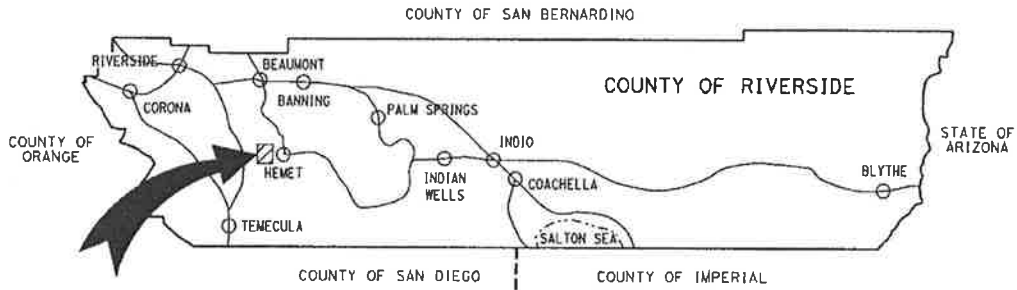 COUNTY OF SAN BERNARDINO
RIVERSIDE
BEAUMONT
COUNTY OF RIVERSIDE
CORONA
BANNING
PALM SPRINGS
COUNTY OF
ORANGE
INDIO
STATE OF
ARIZONA
HEMET
INDIAN
WELLS
COACHELLA
BLYTHE
TEMECULA
SALTON SEA
COUNTY OF SAN DIEGO
COUNTY OF IMPERIAL